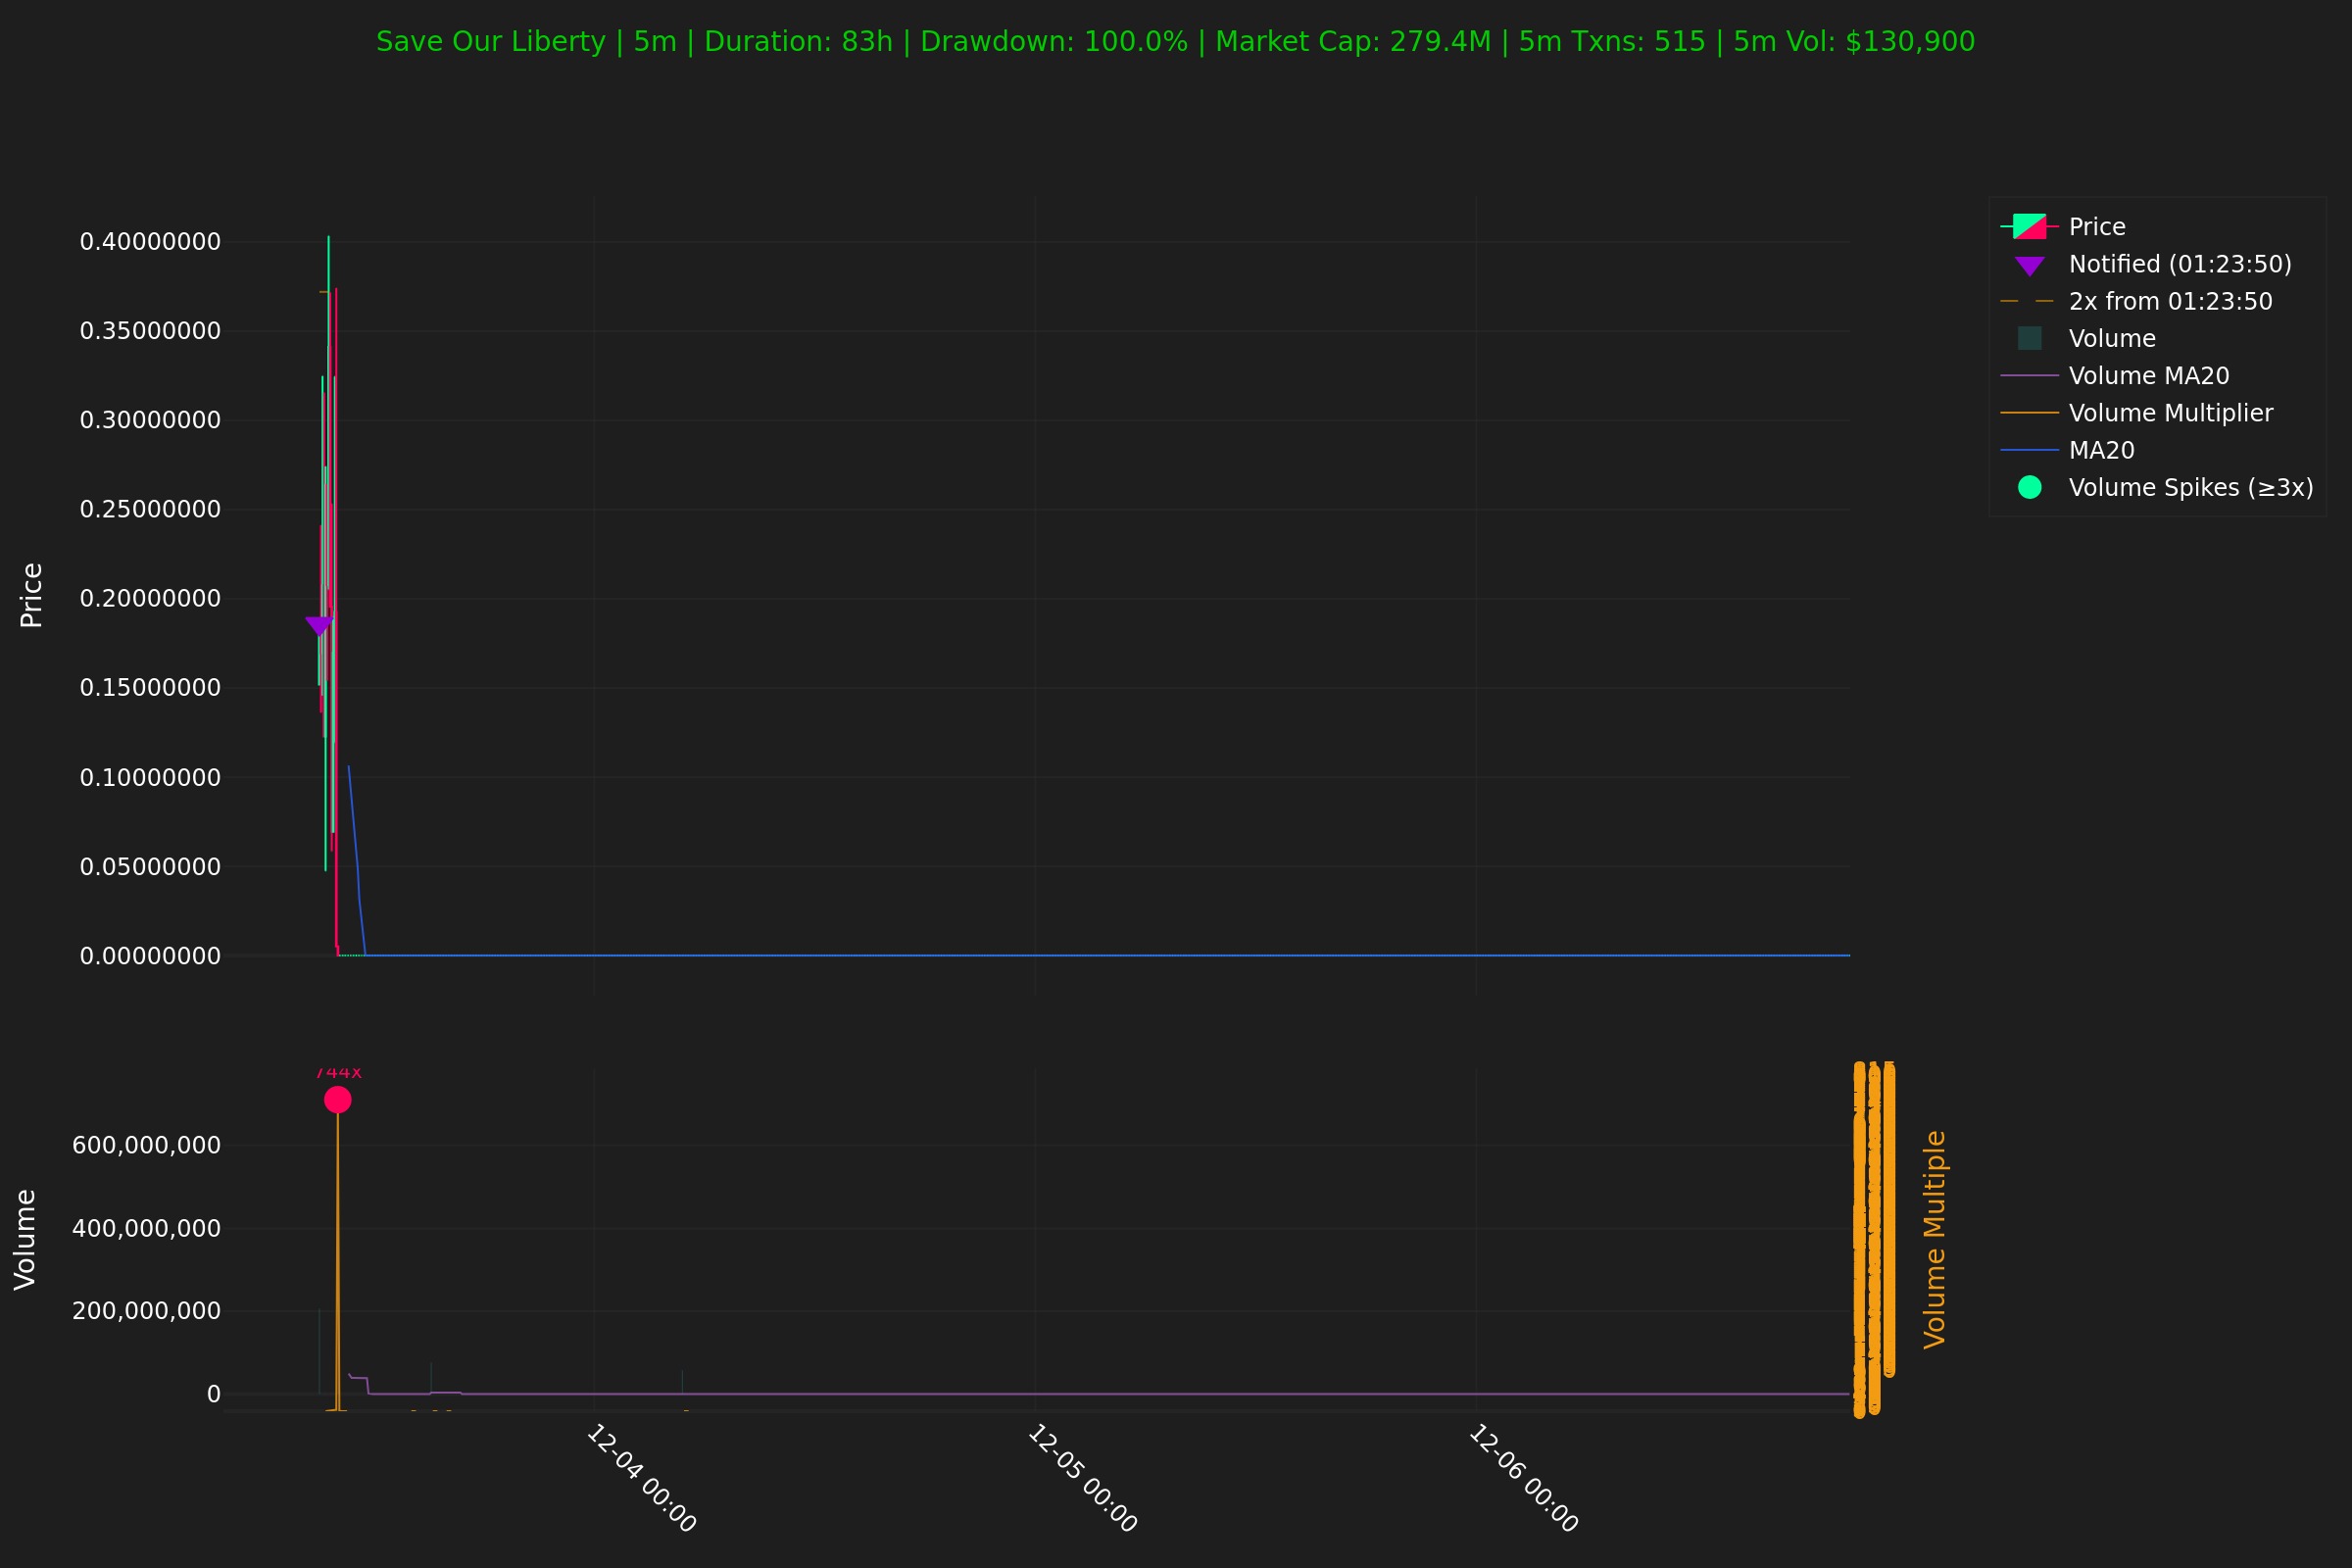 Save Our Liberty | 5m | Duration: 83h | Drawdown: 100.0% | Market Cap: 279.4M | 5m Txns: 515 | 5m Vol: $130,900
Price
0.40000000
0.35000000
0.30000000
0.25000000
0.20000000
0.15000000
0.10000000
0.05000000
0.00000000
Price
Notified (01:23:50)
2x from 01:23:50
Volume
Volume MA20
Volume Multiplier
MA20
Volume Spikes (≥3x)
744x
Volume
600,000,000
400,000,000
200,000,000
0
Volume Multiple
12-04 00:00
12-05 00:00
12-06 00:00